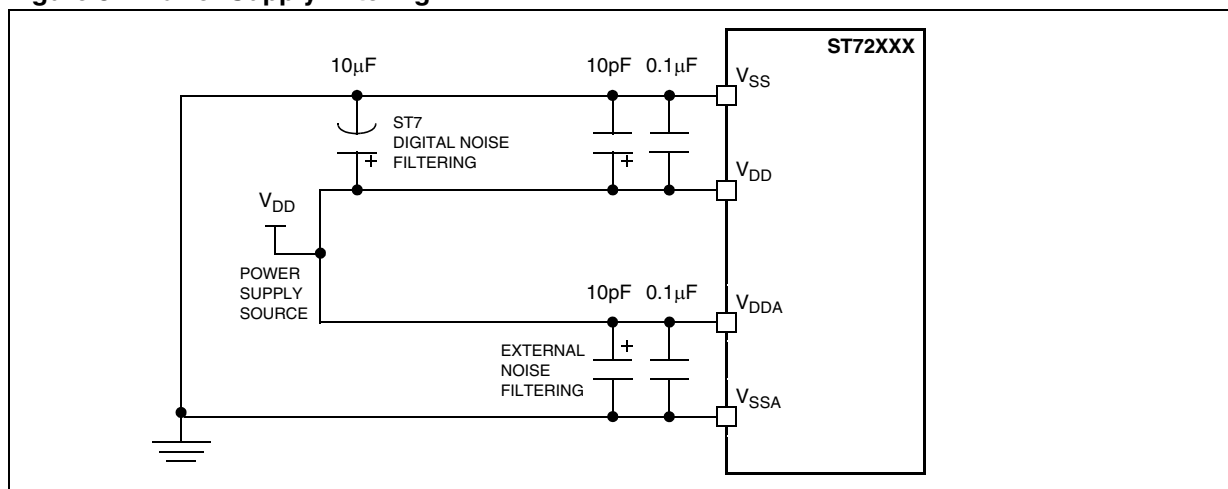 ST72XXX
10μF
10pF 0.1μF
VSS
ST7
DIGITAL NOISE
FILTERING
+
+
VDD
VDD
POWER
SUPPLY
SOURCE
10pF 0.1μF
VDDA
EXTERNAL
NOISE
FILTERING
+
VSSA